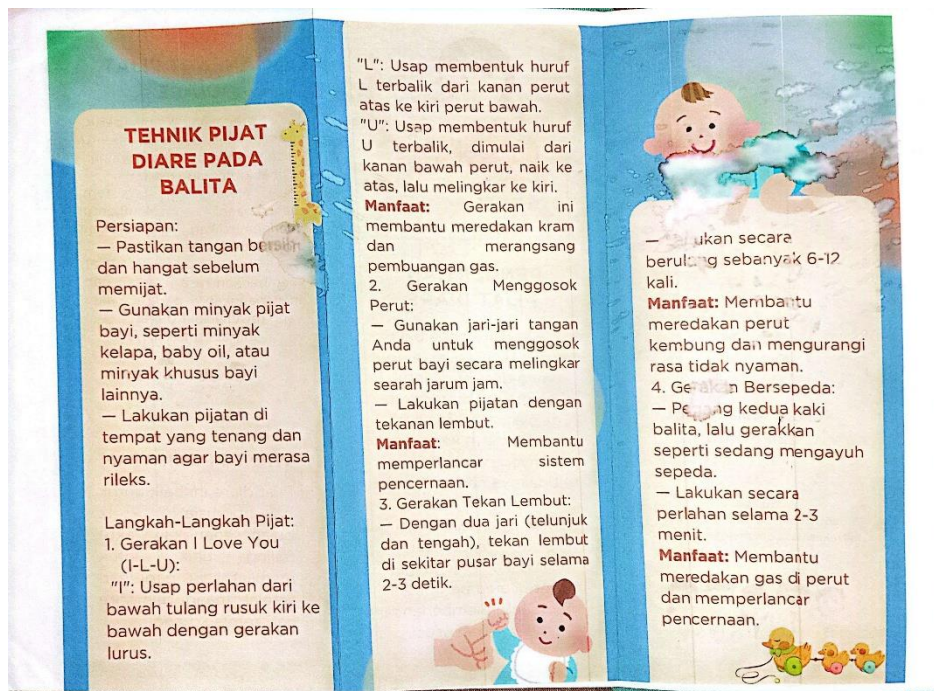 TEHNIK PIJAT
DIARE PADA
BALITA
Persiapan:
— Pastikan tangan bersih
dan hangat sebelum
memijat.
— Gunakan minyak pijat
bayi, seperti minyak
kelapa, baby oil, atau
minyak khusus bayi
lainnya.
— Lakukan pijatan di
tempat yang tenang dan
nyaman agar bayi merasa
rileks.
Langkah-Langkah Pijat:
1. Gerakan I Love You
(I-L-U):
"I": Usap perlahan dari
bawah tulang rusuk kiri ke
bawah dengan gerakan
lurus.
"L": Usap membentuk huruf
L terbalik dari kanan perut
atas ke kiri perut bawah.
"U": Usap membentuk huruf
U terbalik, dimulai dari
kanan bawah perut, naik ke
atas, lalu melingkar ke kiri.
Manfaat: Gerakan ini
membantu meredakan kram
dan merangsang
pembuangan gas.
2. Gerakan Menggosok
Perut:
— Gunakan jari-jari tangan
Anda untuk menggosok
perut bayi secara melingkar
searah jarum jam.
— Lakukan pijatan dengan
tekanan lembut.
Manfaat: Membantu
memperlancar sistem
pencernaan.
3. Gerakan Tekan Lembut:
— Dengan dua jari (telunjuk
dan tengah), tekan lembut
di sekitar pusar bayi selama
2-3 detik.
— Lakukan secara
berulang sebanyak 6-12
kali.
Manfaat: Membantu
meredakan perut
kembung dan mengurangi
rasa tidak nyaman.
4. Gerakan Bersepeda:
— Pegang kedua kaki
balita, lalu gerakkan
seperti sedang mengayuh
sepeda.
— Lakukan secara
perlahan selama 2-3
menit.
Manfaat: Membantu
meredakan gas di perut
dan memperlancar
pencernaan.